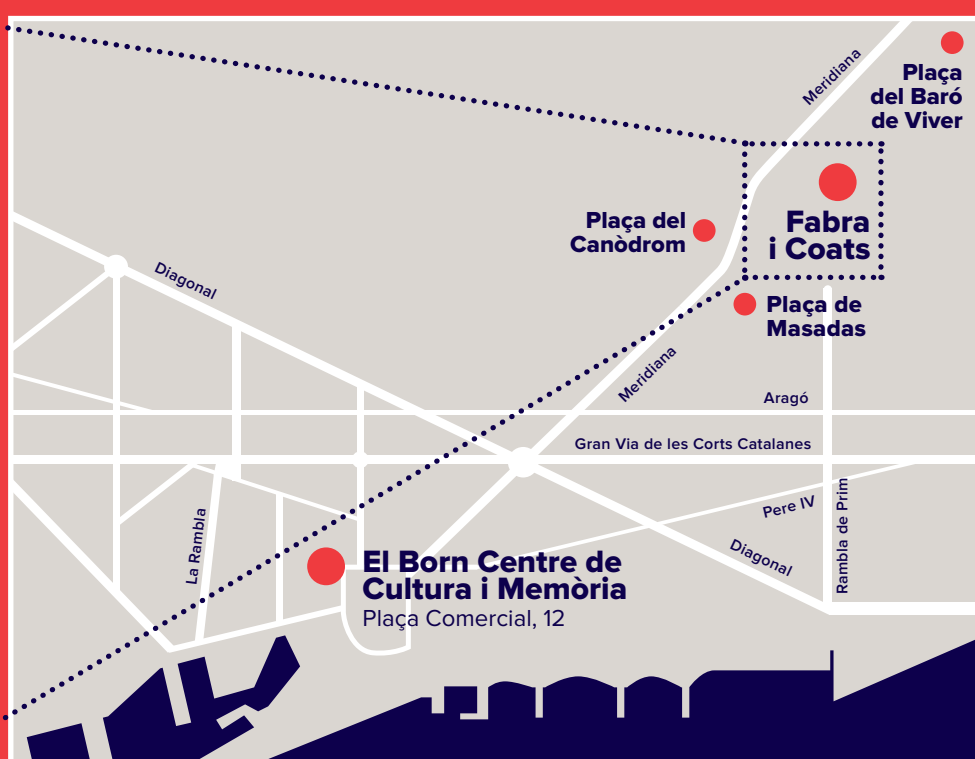 Meridiana
Plaça
del Baró
de Viver
Plaça del
Canòdrom
Fabra
i Coats
Diagonal
Plaça de
Masadas
Meridiana
Aragó
Gran Via de les Corts Catalanes
Pere IV
Rambla de Prim
La Rambla
Diagonal
El Born Centre de
Cultura i Memòria
Plaça Comercial, 12